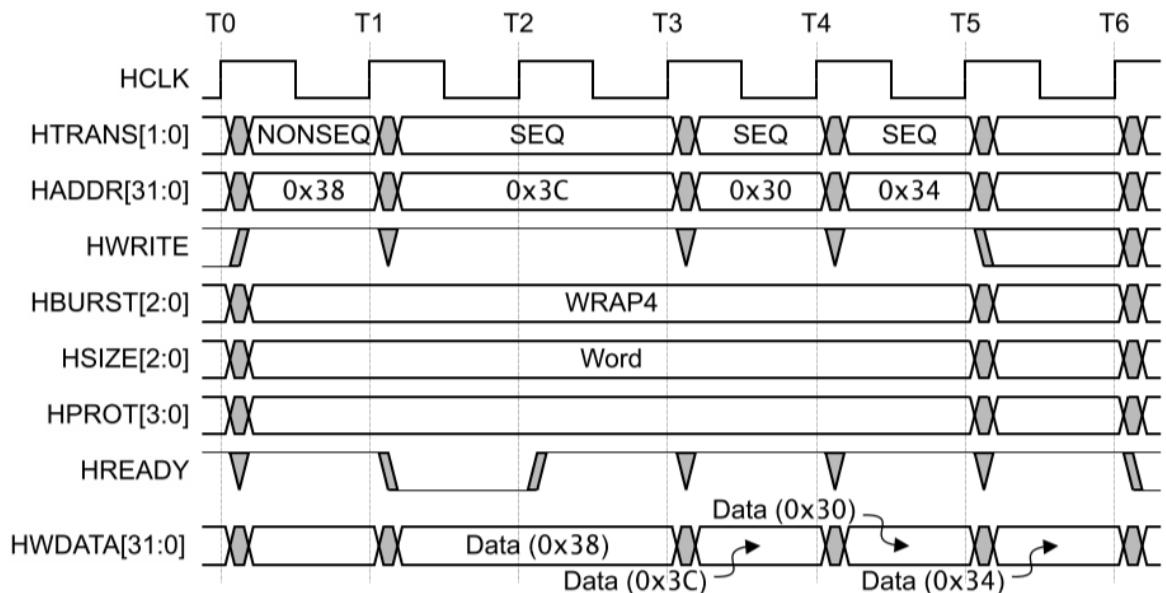 T0 T1 T2 T3 T4 T5 T6
HCLK
HTRANS[1:0] NONSEQ SEQ SEQ SEQ
HADDR[31:0] 0x38 0x3C 0x30 0x34
HWRITE
HBURST[2:0] WRAP4
HSIZE[2:0] Word
HPROT[3:0]
HREADY
Data (0x30)
HWDATA[31:0] Data (0x38)
Data (0x3C) Data (0x34)